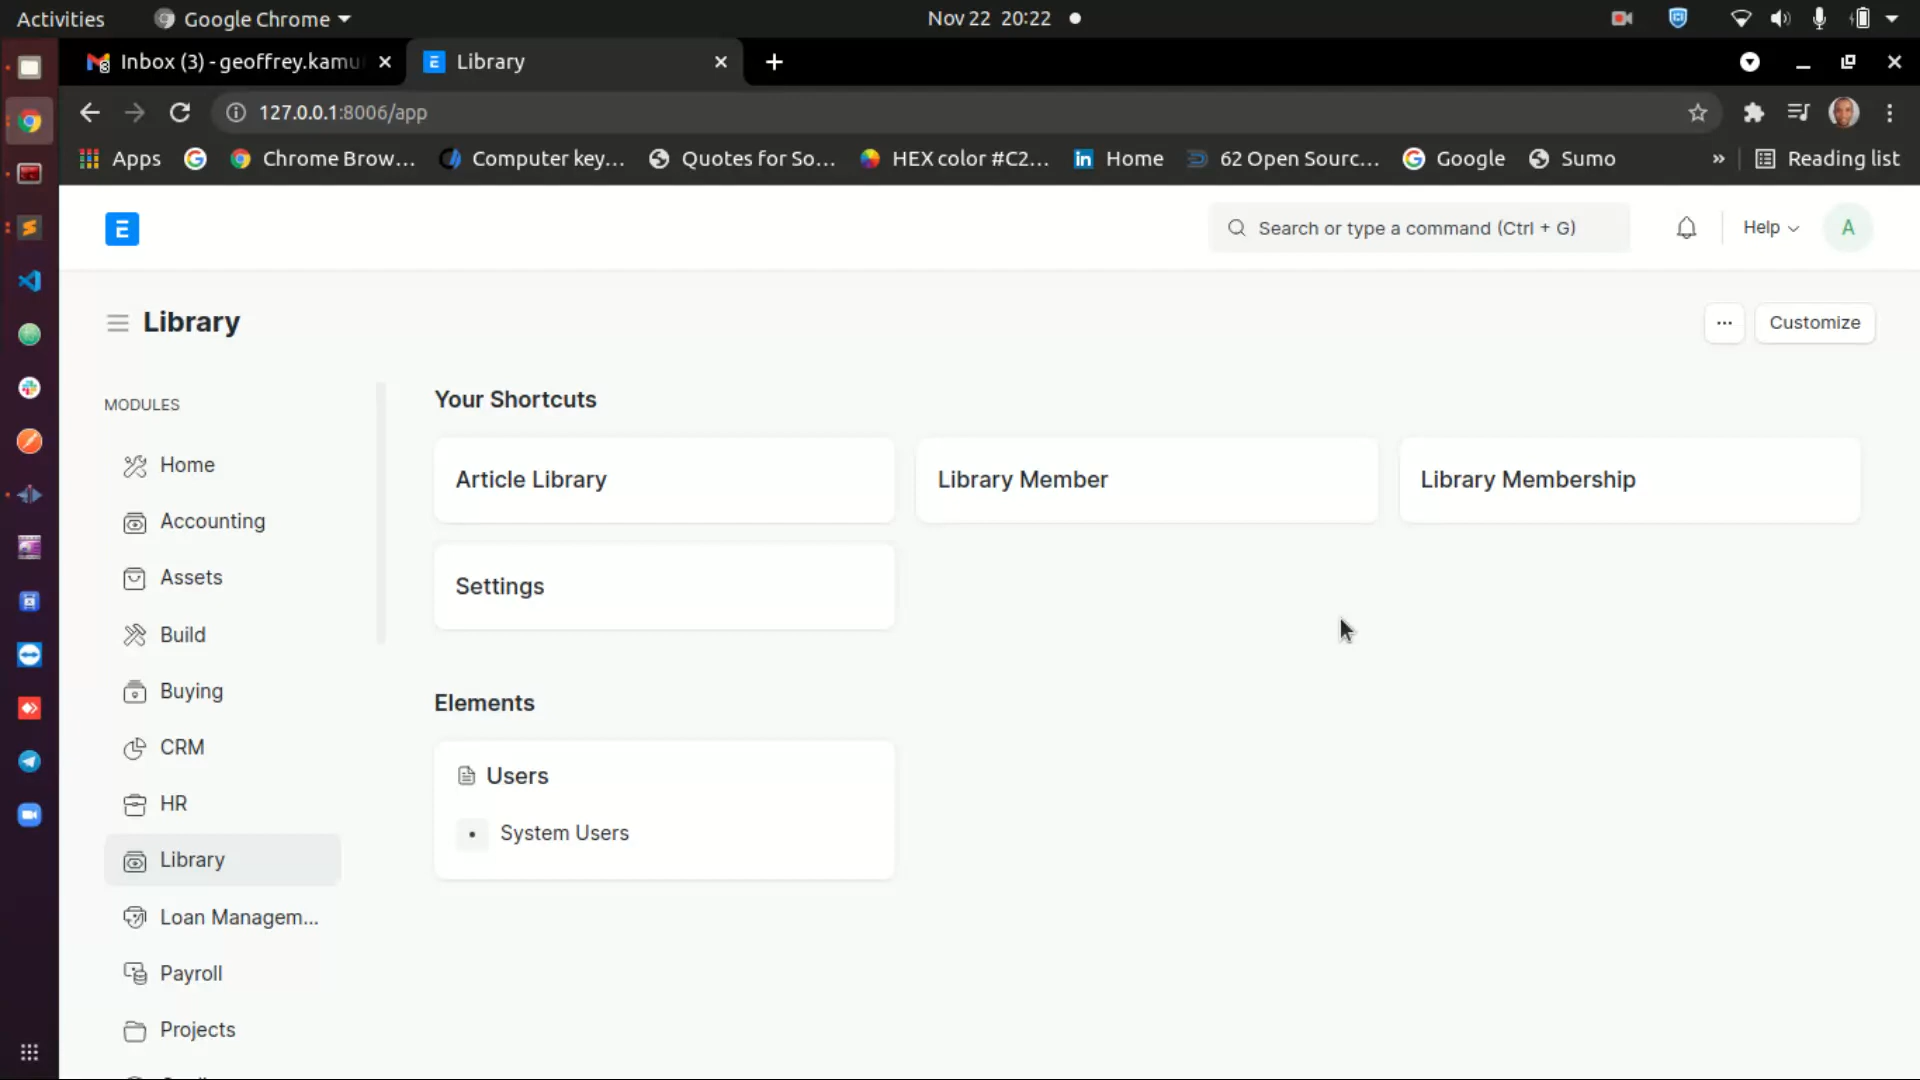 Activities
Google Chrome
Nov 22 20:22
Inbox (3) - geoffrey.kamu
Library
127.0.0.1:8006/app
Apps
Chrome Brow...
Computer key...
Quotes for So...
HEX color #C2...
Home
62 Open Sourc...
Google
Sumo
»
Reading list
E
Search or type a command (Ctrl + G)
Help
A
Library
...
Customize
MODULES
Home
Accounting
Assets
Build
Buying
CRM
HR
Library
Loan Managem...
Payroll
Projects
Your Shortcuts
Article Library
Library Member
Library Membership
Settings
Elements
Users
System Users